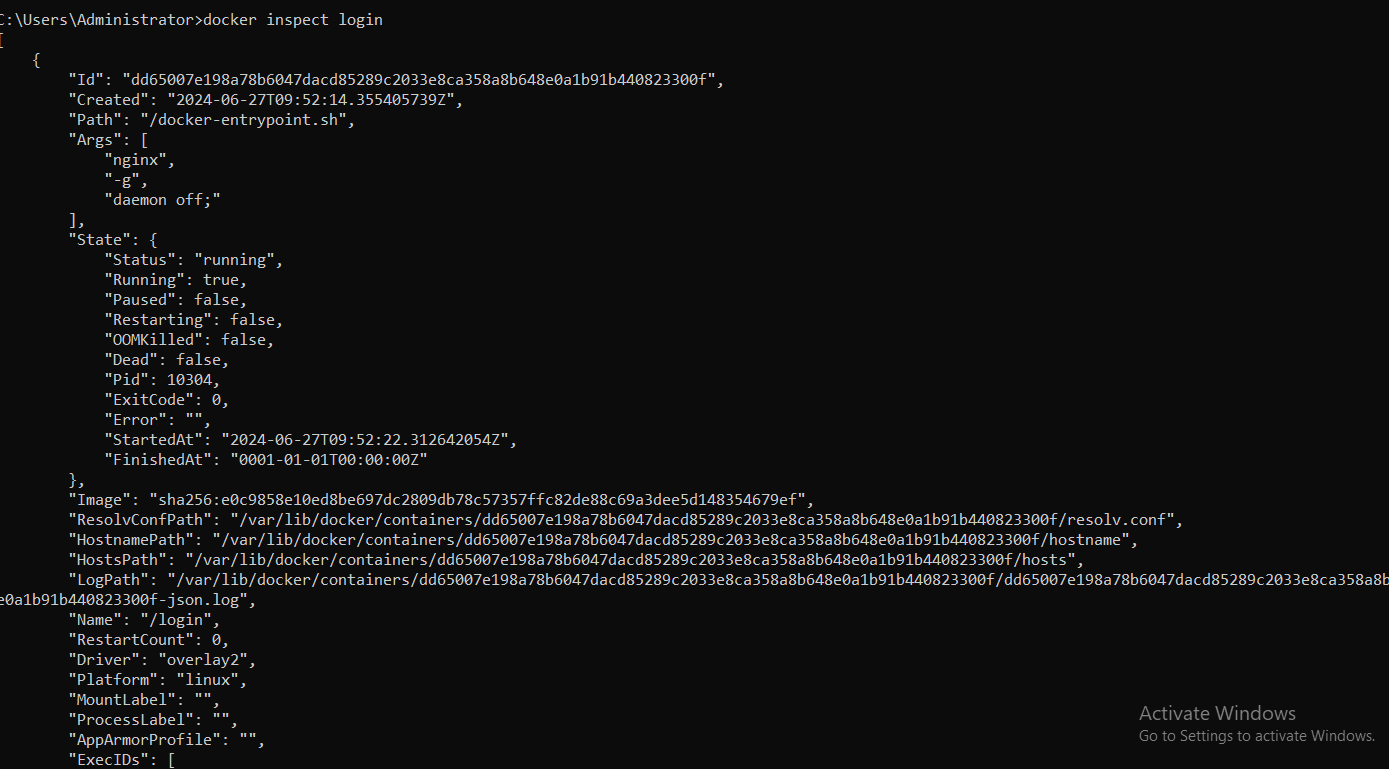 C:\Users\Administrator>docker inspect login
[
    {
        "Id": "dd65007e198a78b6047dacd85289c2033e8ca358a8b648e0a1b91b440823300f",
        "Created": "2024-06-27T09:52:14.355405739Z",
        "Path": "/docker-entrypoint.sh",
        "Args": [
            "nginx",
            "-g",
            "daemon off;"
        ],
        "State": {
            "Status": "running",
            "Running": true,
            "Paused": false,
            "Restarting": false,
            "OOMKilled": false,
            "Dead": false,
            "Pid": 10304,
            "ExitCode": 0,
            "Error": "",
            "StartedAt": "2024-06-27T09:52:22.312642054Z",
            "FinishedAt": "0001-01-01T00:00:00Z"
        },
        "Image": "sha256:e0c9858e10ed8be697dc2809db78c57357ffc82de88c69a3dee5d148354679ef",
        "ResolvConfPath": "/var/lib/docker/containers/dd65007e198a78b6047dacd85289c2033e8ca358a8b648e0a1b91b440823300f/resolv.conf",
        "HostnamePath": "/var/lib/docker/containers/dd65007e198a78b6047dacd85289c2033e8ca358a8b648e0a1b91b440823300f/hostname",
        "HostsPath": "/var/lib/docker/containers/dd65007e198a78b6047dacd85289c2033e8ca358a8b648e0a1b91b440823300f/hosts",
        "LogPath": "/var/lib/docker/containers/dd65007e198a78b6047dacd85289c2033e8ca358a8b648e0a1b91b440823300f/dd65007e198a78b6047dacd85289c2033e8ca358a8b
e0a1b91b440823300f-json.log",
        "Name": "/login",
        "RestartCount": 0,
        "Driver": "overlay2",
        "Platform": "linux",
        "MountLabel": "",
        "ProcessLabel": "",
        "AppArmorProfile": "",
        "ExecIDs": [
Activate Windows
Go to Settings to activate Windows.